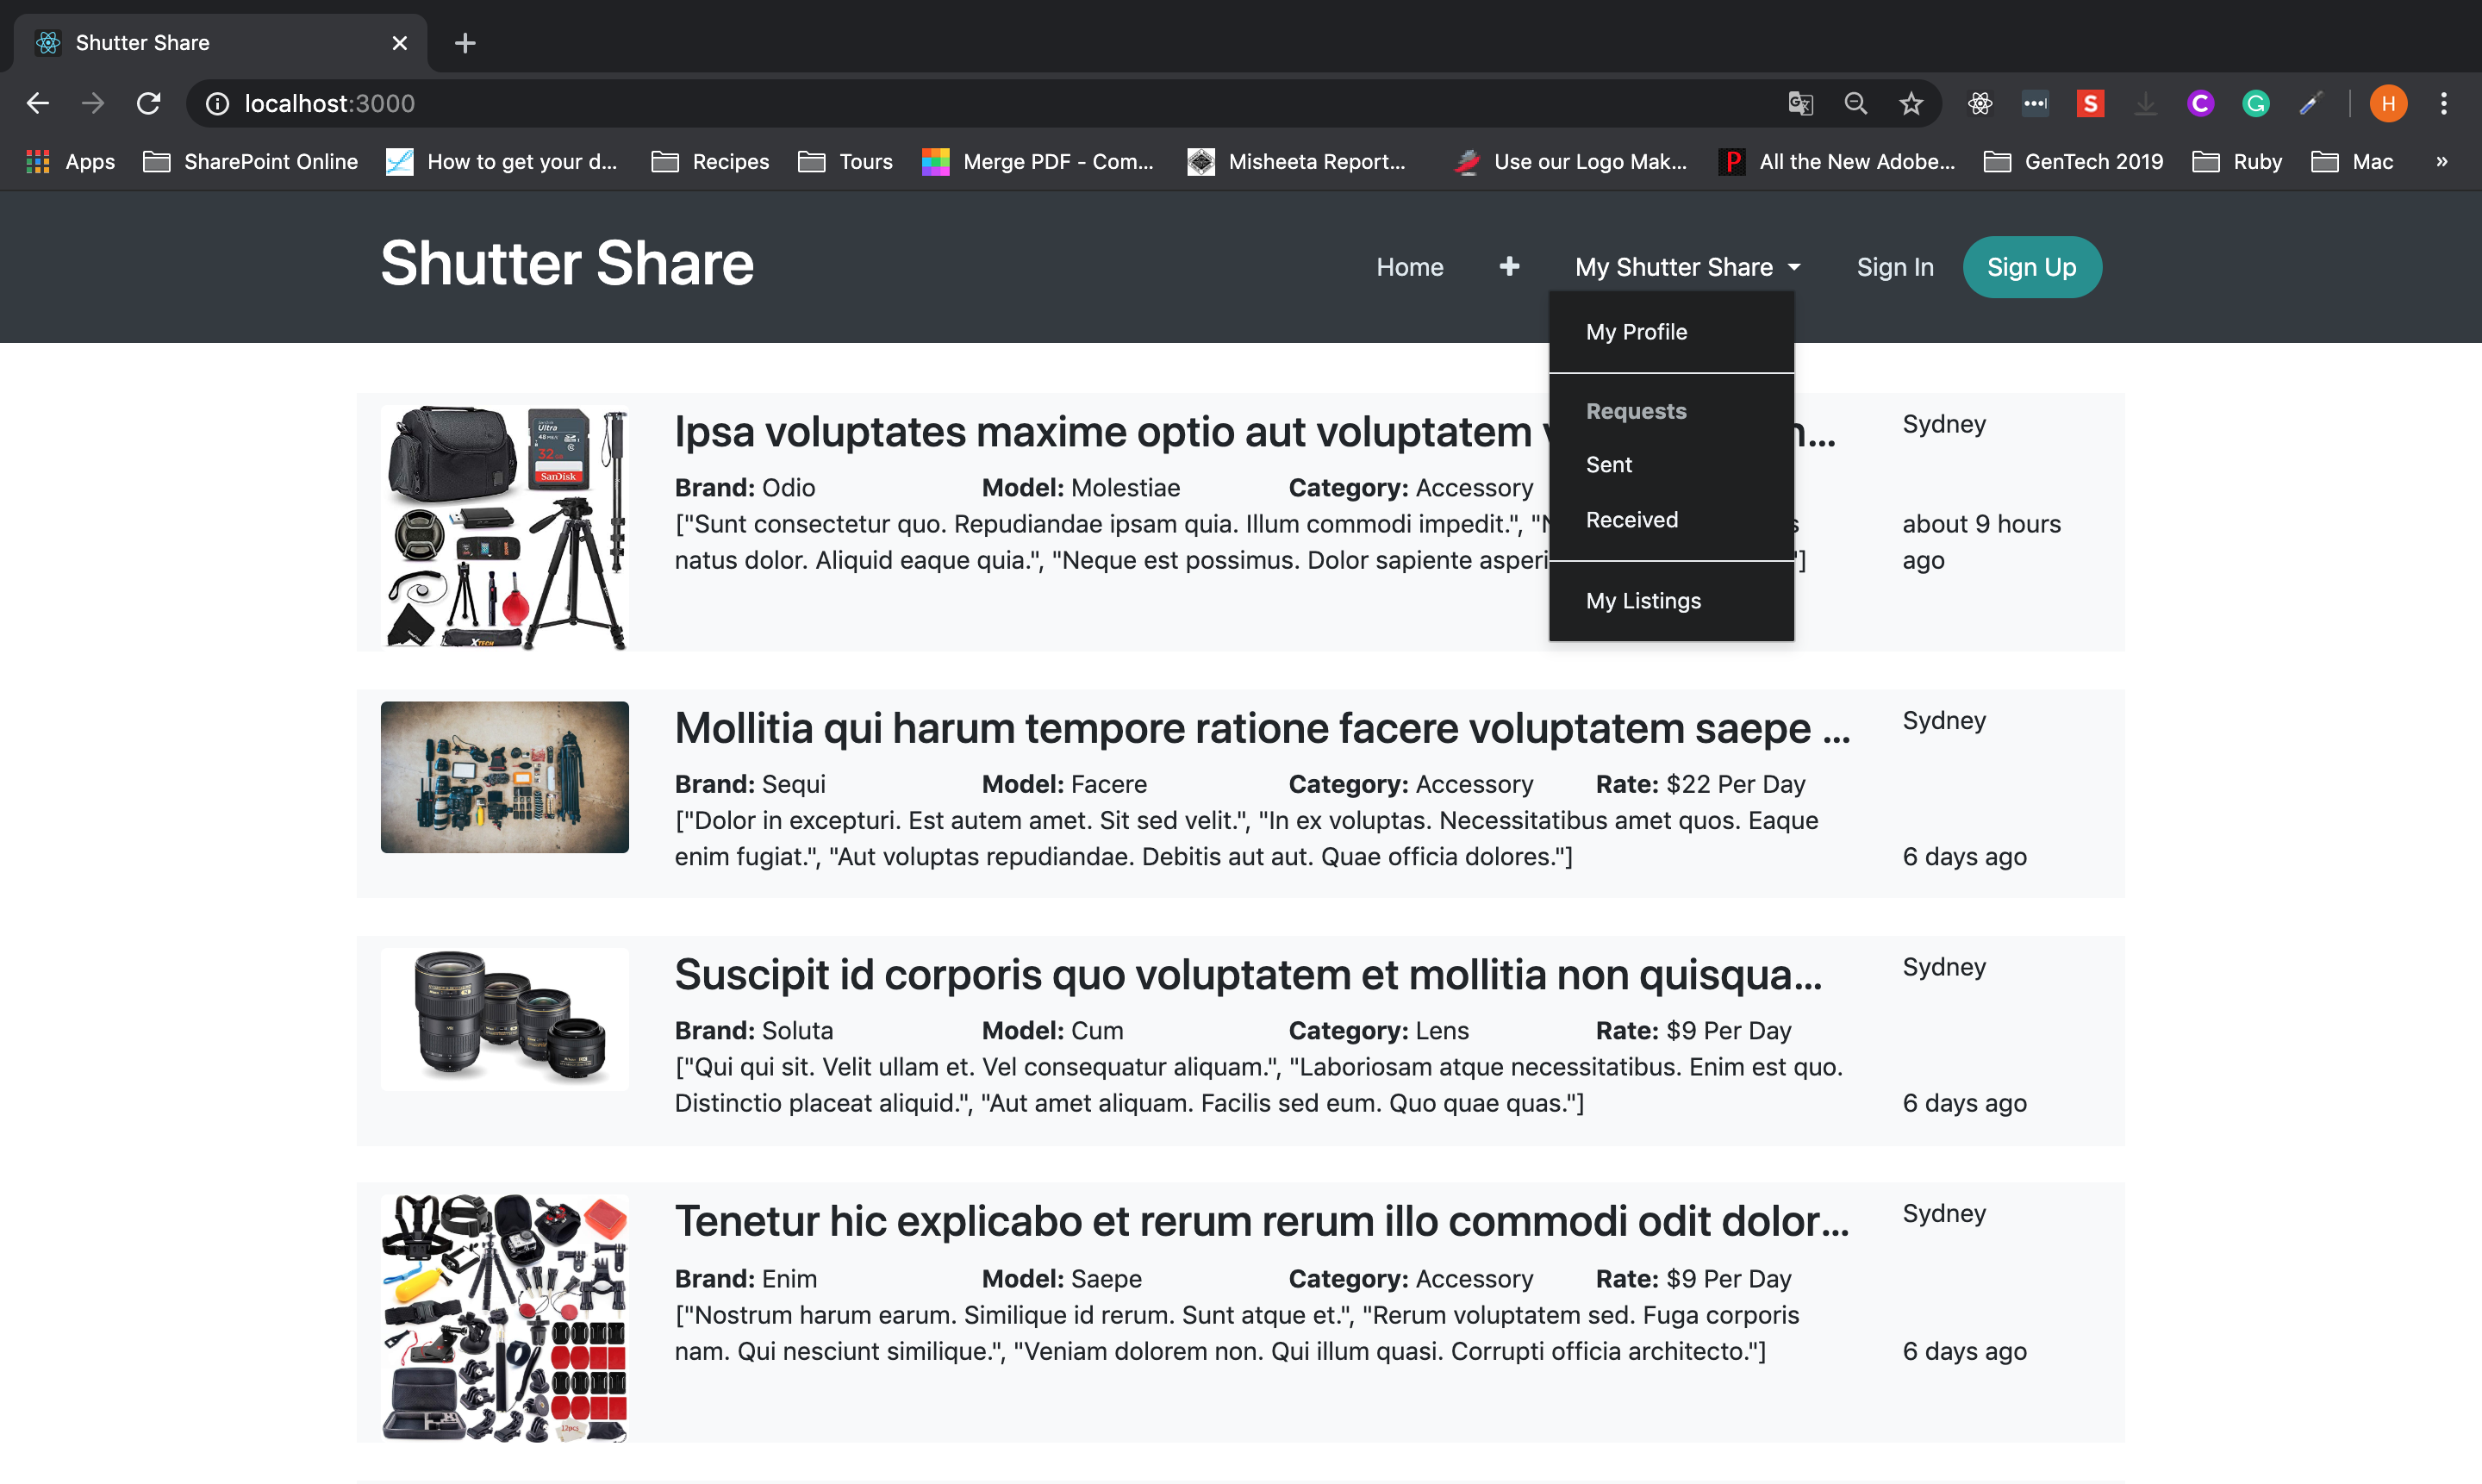 Shutter Share
localhost:3000
Apps
SharePoint Online
How to get your d...
Recipes
Tours
Merge PDF - Com...
Misheeta Report...
Use our Logo Mak...
All the New Adobe...
GenTech 2019
Ruby
Mac
»
H
Shutter Share
Home
My Shutter Share
Sign In
Sign Up
My Profile
Requests
Sent
Received
My Listings
Ipsa voluptates maxime optio aut voluptatem
Sydney
Brand: Odio
Model: Molestiae
Category: Accessory
["Sunt consectetur quo. Repudiandae ipsam quia. Illum commodi impedit.",
natus dolor. Aliquid eaque quia.", "Neque est possimus. Dolor sapiente
about 9 hours
ago
SanDisk
Ultra
32
SanDisk
XTECH
Mollitia qui harum tempore ratione facere voluptatem saepe ...
Sydney
Brand: Sequi
Model: Facere
Category: Accessory
Rate: $22 Per Day
["Dolor in excepturi. Est autem amet. Sit sed velit.", "In ex voluptas. Necessitatibus amet quos. Eaque
enim fugiat.", "Aut voluptas repudiandae. Debitis aut aut. Quae officia dolores."]
6 days ago
Suscipit id corporis quo voluptatem et mollitia non quisqua...
Sydney
Brand: Soluta
Model: Cum
Category: Lens
Rate: $9 Per Day
["Qui qui sit. Velit ullam et. Vel consequatur aliquam.", "Laboriosam atque necessitatibus. Enim est quo.
Distinctio placeat aliquid.", "Aut amet aliquam. Facilis sed eum. Quo quae quas."]
6 days ago
Tenetur hic explicabo et rerum rerum illo commodi odit dolor...
Sydney
Brand: Enim
Model: Saepe
Category: Accessory
Rate: $9 Per Day
["Nostrum harum earum. Similique id rerum. Sunt atque et.", "Rerum voluptatem sed. Fuga corporis
nam. Qui nesciunt similique.", "Veniam dolorem non. Qui illum quasi. Corrupti officia architecto."]
6 days ago